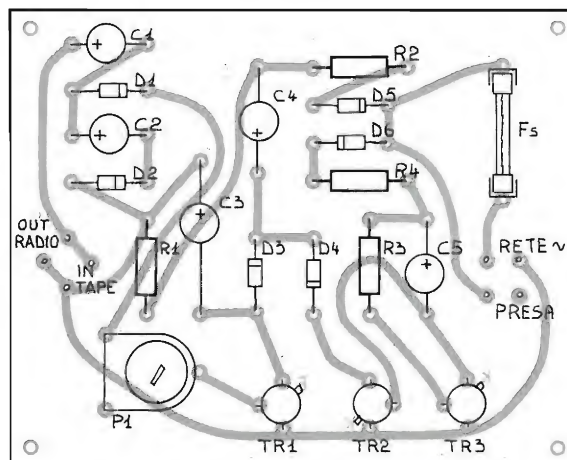 C1
D1
C2
D2
OUT
RADIO
IN
TAPE
R1
C3
C4
R2
D5
D6
R4
Fs
D3
D4
R3
C5
RETE~
PRESA
P1
TR1
TR2
TR3